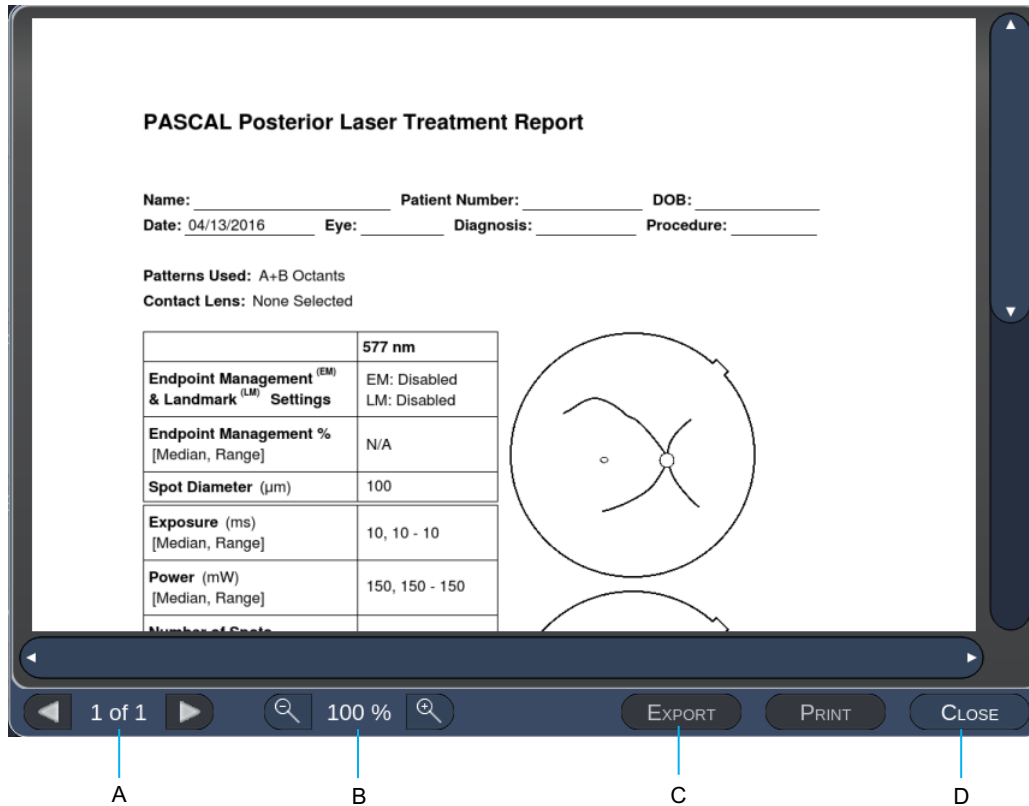 PASCAL Posterior Laser Treatment Report
Name: Patient Number: DOB:
Date: 04/13/2016 Eye: Diagnosis: Procedure:
Patterns Used: A+B Octants
Contact Lens: None Selected
577 nm
Endpoint Management (EM)
& Landmark (LM) Settings
EM: Disabled
LM: Disabled
Endpoint Management %
[Median, Range]
N/A
Spot Diameter (µm) 100
Exposure (ms)
[Median, Range]
10, 10 - 10
Power (mW)
[Median, Range]
150, 150 - 150
Number of Spots
1 of 1 100 % EXPORT PRINT CLOSE
A B C D